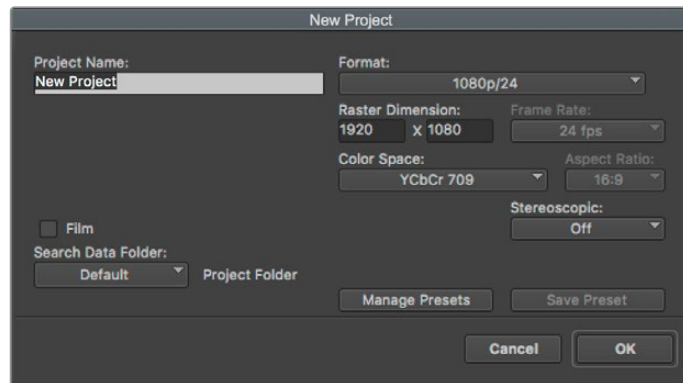 New Project
Project Name:
New Project
Format:
1080p/24
Raster Dimension:
Frame Rate:
1920 X 1080
24 fps
Color Space:
Aspect Ratio:
YCbCr 709
16:9
Stereoscopic:
Off
Film
Search Data Folder:
Default
Project Folder
Manage Presets
Save Preset
Cancel
OK